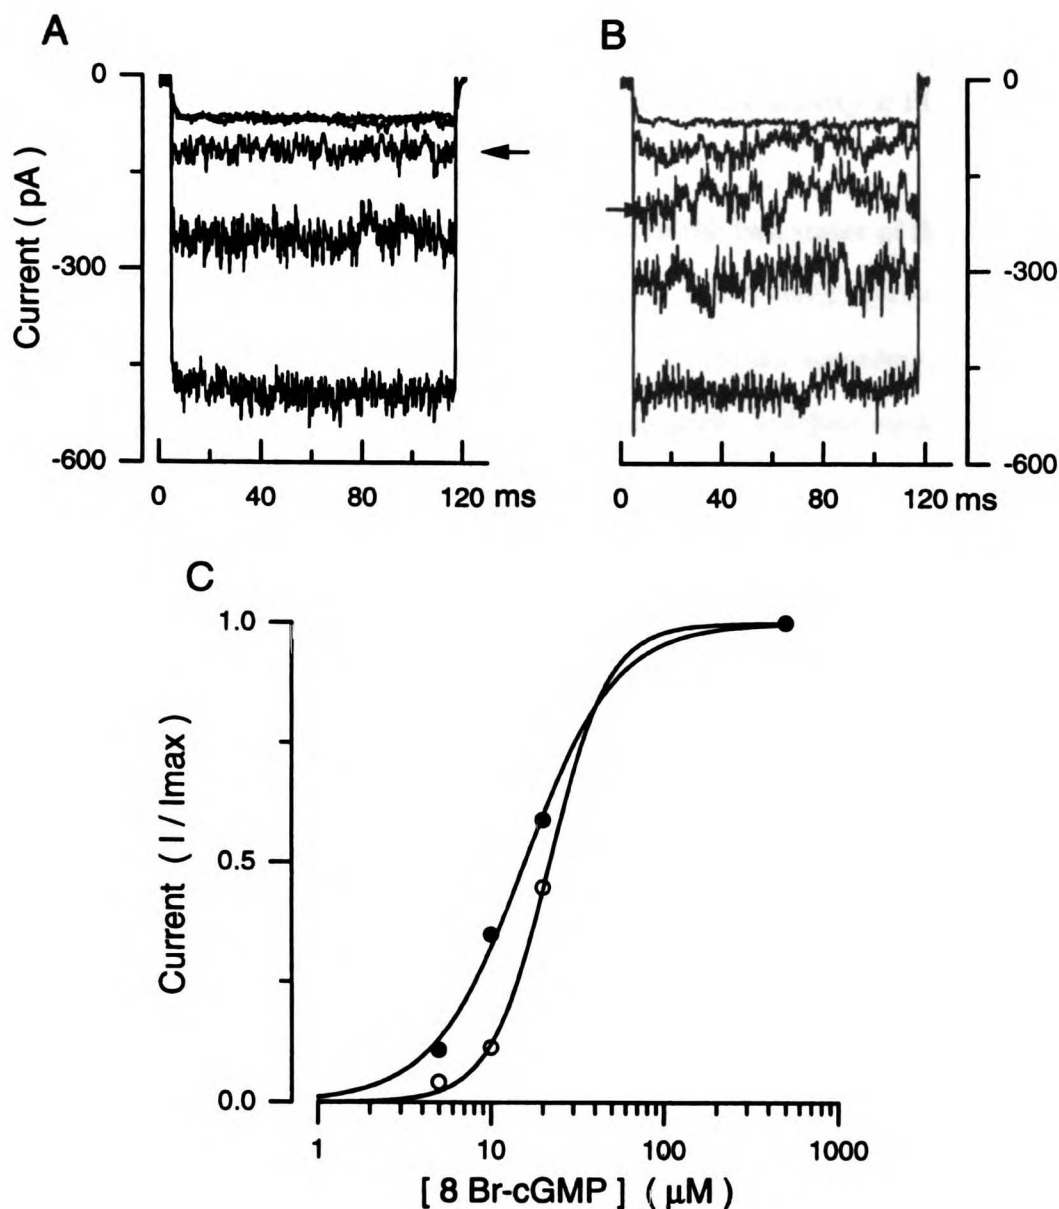 A
B
0
-300
-600
Current ( pA )
0 40 80 120 ms
0
-300
-600
0 40 80 120 ms
C
1.0
0.5
0.0
Current ( I / Imax )
1 10 100 1000
[ 8 Br-cGMP ] ( μM )